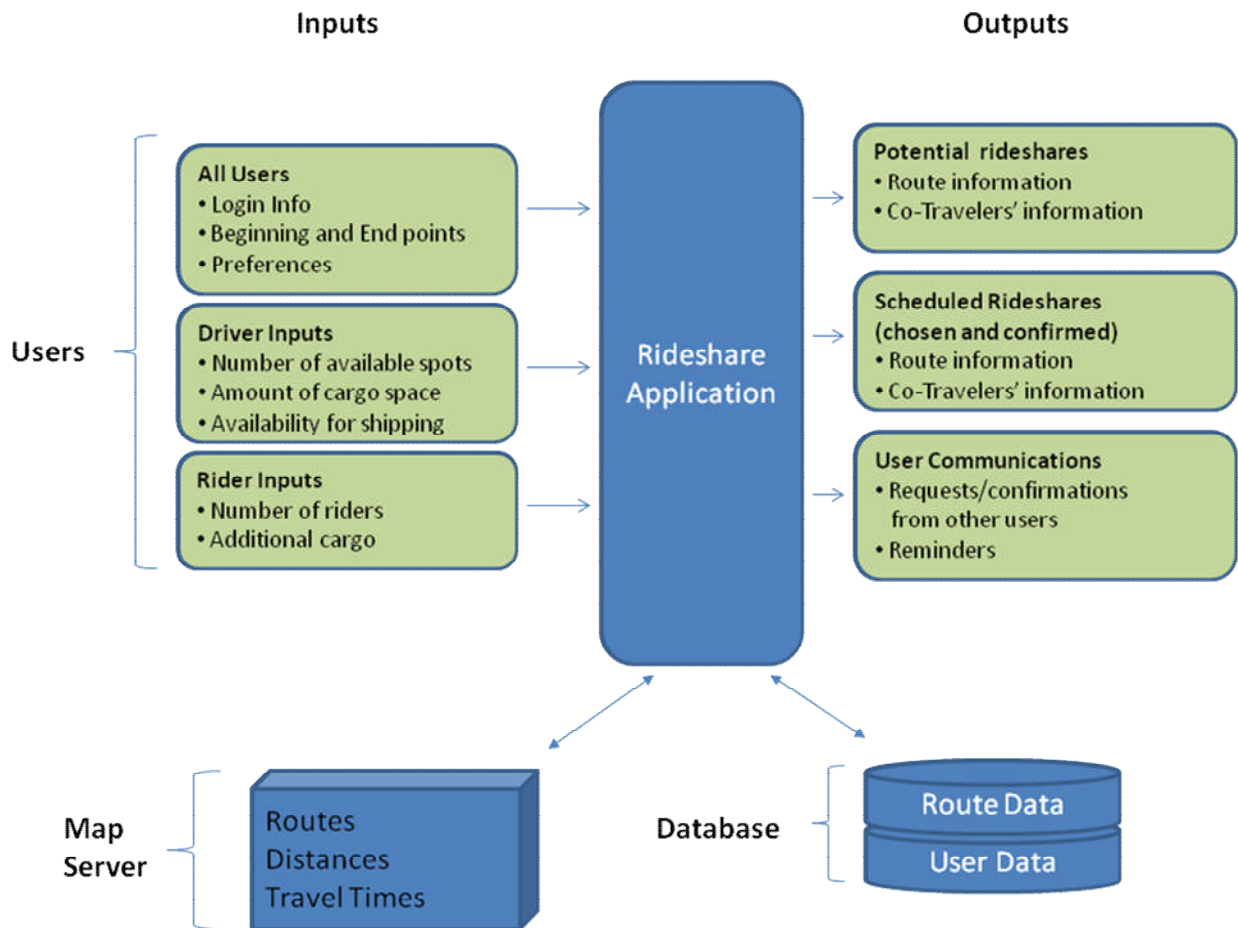 Inputs
Outputs
Users
All Users
• Login Info
• Beginning and End points
• Preferences
Driver Inputs
• Number of available spots
• Amount of cargo space
• Availability for shipping
Rider Inputs
• Number of riders
• Additional cargo
Rideshare
Application
Potential rideshares
• Route information
• Co-Travelers’ information
Scheduled Rideshares
(chosen and confirmed)
• Route information
• Co-Travelers’ information
User Communications
• Requests/confirmations
from other users
• Reminders
Map
Server
Routes
Distances
Travel Times
Database
Route Data
User Data